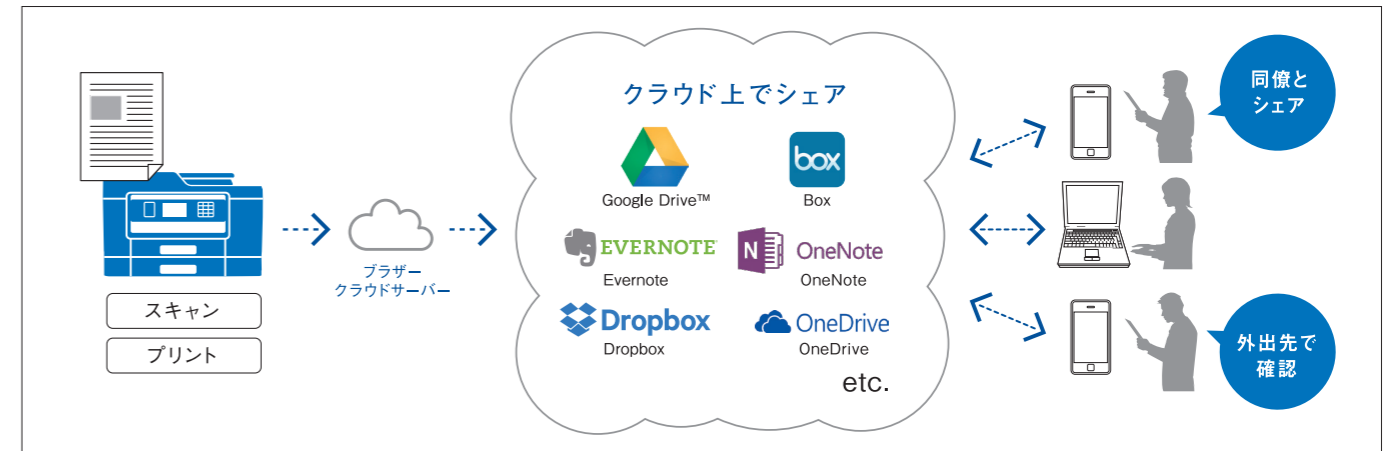 スキャン
プリント
ブラザー
クラウドサーバー
クラウド上でシェア
Google Drive™
box
Box
EVERNOTE
Evernote
N
OneNote
OneNote
Dropbox
Dropbox
OneDrive
OneDrive
etc.
同僚と
シェア
外出先で
確認